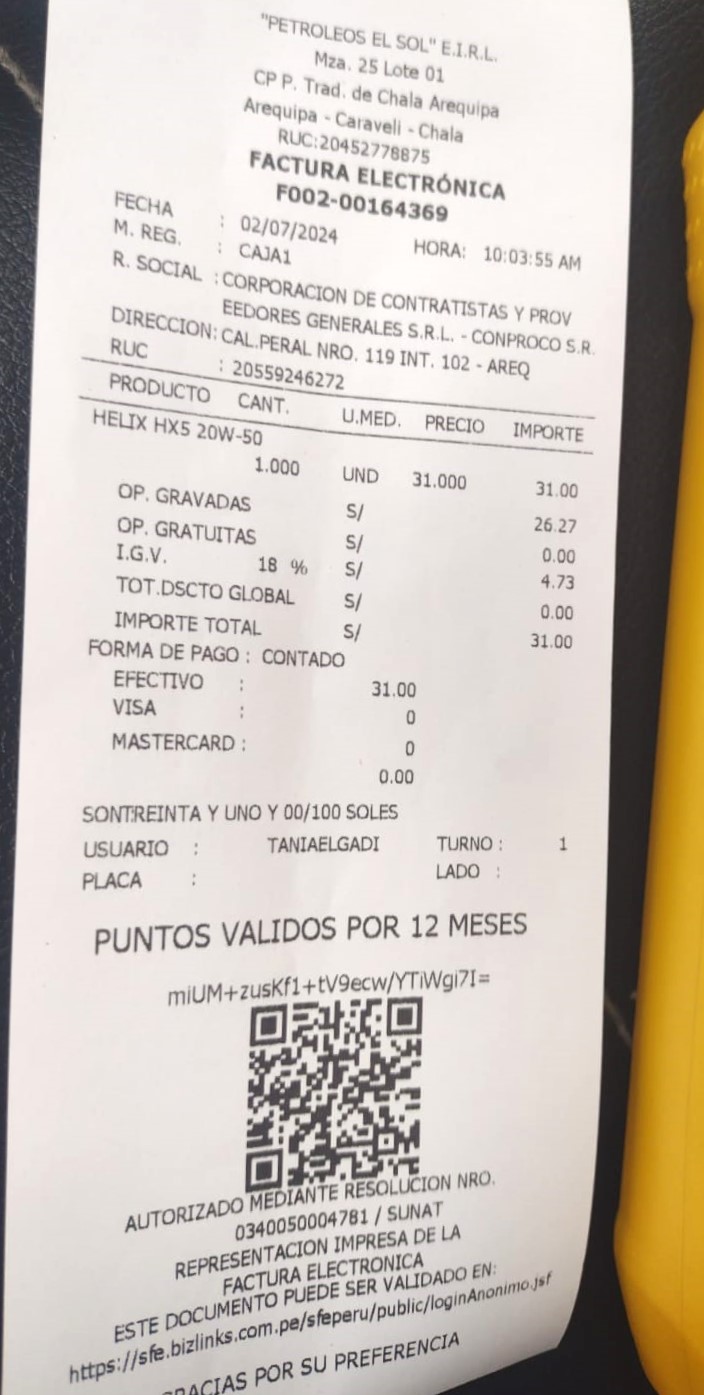 "PETROLEOS EL SOL" E.I.R.L.
Mza. 25 Lote 01
CP P. Trad. de Chala Arequipa
Arequipa - Caraveli - Chala
RUC:20452778875
FACTURA ELECTRÓNICA
F002-00164369
FECHA : 02/07/2024 HORA: 10:03:55 AM
M. REG. : CAJA1
R. SOCIAL : CORPORACION DE CONTRATISTAS Y PROV
EEDORES GENERALES S.R.L. - CONPROCO S.R.
DIRECCION: CAL.PERAL NRO. 119 INT. 102 - AREQ
RUC : 20559246272
PRODUCTO CANT. U.MED. PRECIO IMPORTE
HELIX HX5 20W-50
1.000 UND 31.000 31.00
OP. GRAVADAS S/ 26.27
OP. GRATUITAS S/ 0.00
I.G.V. 18 % S/ 4.73
TOT.DSCTO GLOBAL S/ 0.00
IMPORTE TOTAL S/ 31.00
FORMA DE PAGO : CONTADO
EFECTIVO : 31.00
VISA : 0
MASTERCARD : 0
0.00
SONTREINTA Y UNO Y 00/100 SOLES
USUARIO : TANIAELGADI TURNO : 1
PLACA : LADO :
PUNTOS VALIDOS POR 12 MESES
miUM+zusKf1+tV9ecw/YTiWgi7I=
AUTORIZADO MEDIANTE RESOLUCION NRO.
0340050004781 / SUNAT
REPRESENTACION IMPRESA DE LA
FACTURA ELECTRONICA
ESTE DOCUMENTO PUEDE SER VALIDADO EN:
https://sfe.bizlinks.com.pe/sfeperu/public/loginAnonimo.jsf
GRACIAS POR SU PREFERENCIA